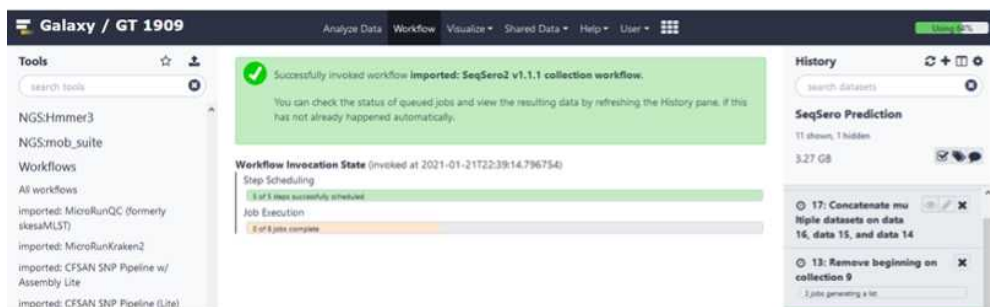 Galaxy / GT 1909
Analyze Data Workflow Visualize Shared Data Help User
Using 64%
Tools
search tools
NGS:Hmmer3
NGS:mob_suite
Workflows
All workflows
imported: MicroRunQC (formerly
skesaMLST)
imported: MicroRunKraken2
imported: CFSAN SNP Pipeline w/
Assembly Lite
imported: CFSAN SNP Pipeline (Lite)
Successfully invoked workflow imported: SeqSero2 v1.1.1 collection workflow.
You can check the status of queued jobs and view the resulting data by refreshing the History pane, if this
has not already happened automatically.
Workflow Invocation State (invoked at 2021-01-21T22:39:14.796754)
Step Scheduling
5 of 5 steps successfully scheduled.
Job Execution
0 of 8 jobs complete
History
search datasets
SeqSero Prediction
11 shown, 1 hidden
3.27 GB
17: Concatenate mu
ltiple datasets on data
16, data 15, and data 14
13: Remove beginning on
collection 9
3 jobs generating a list